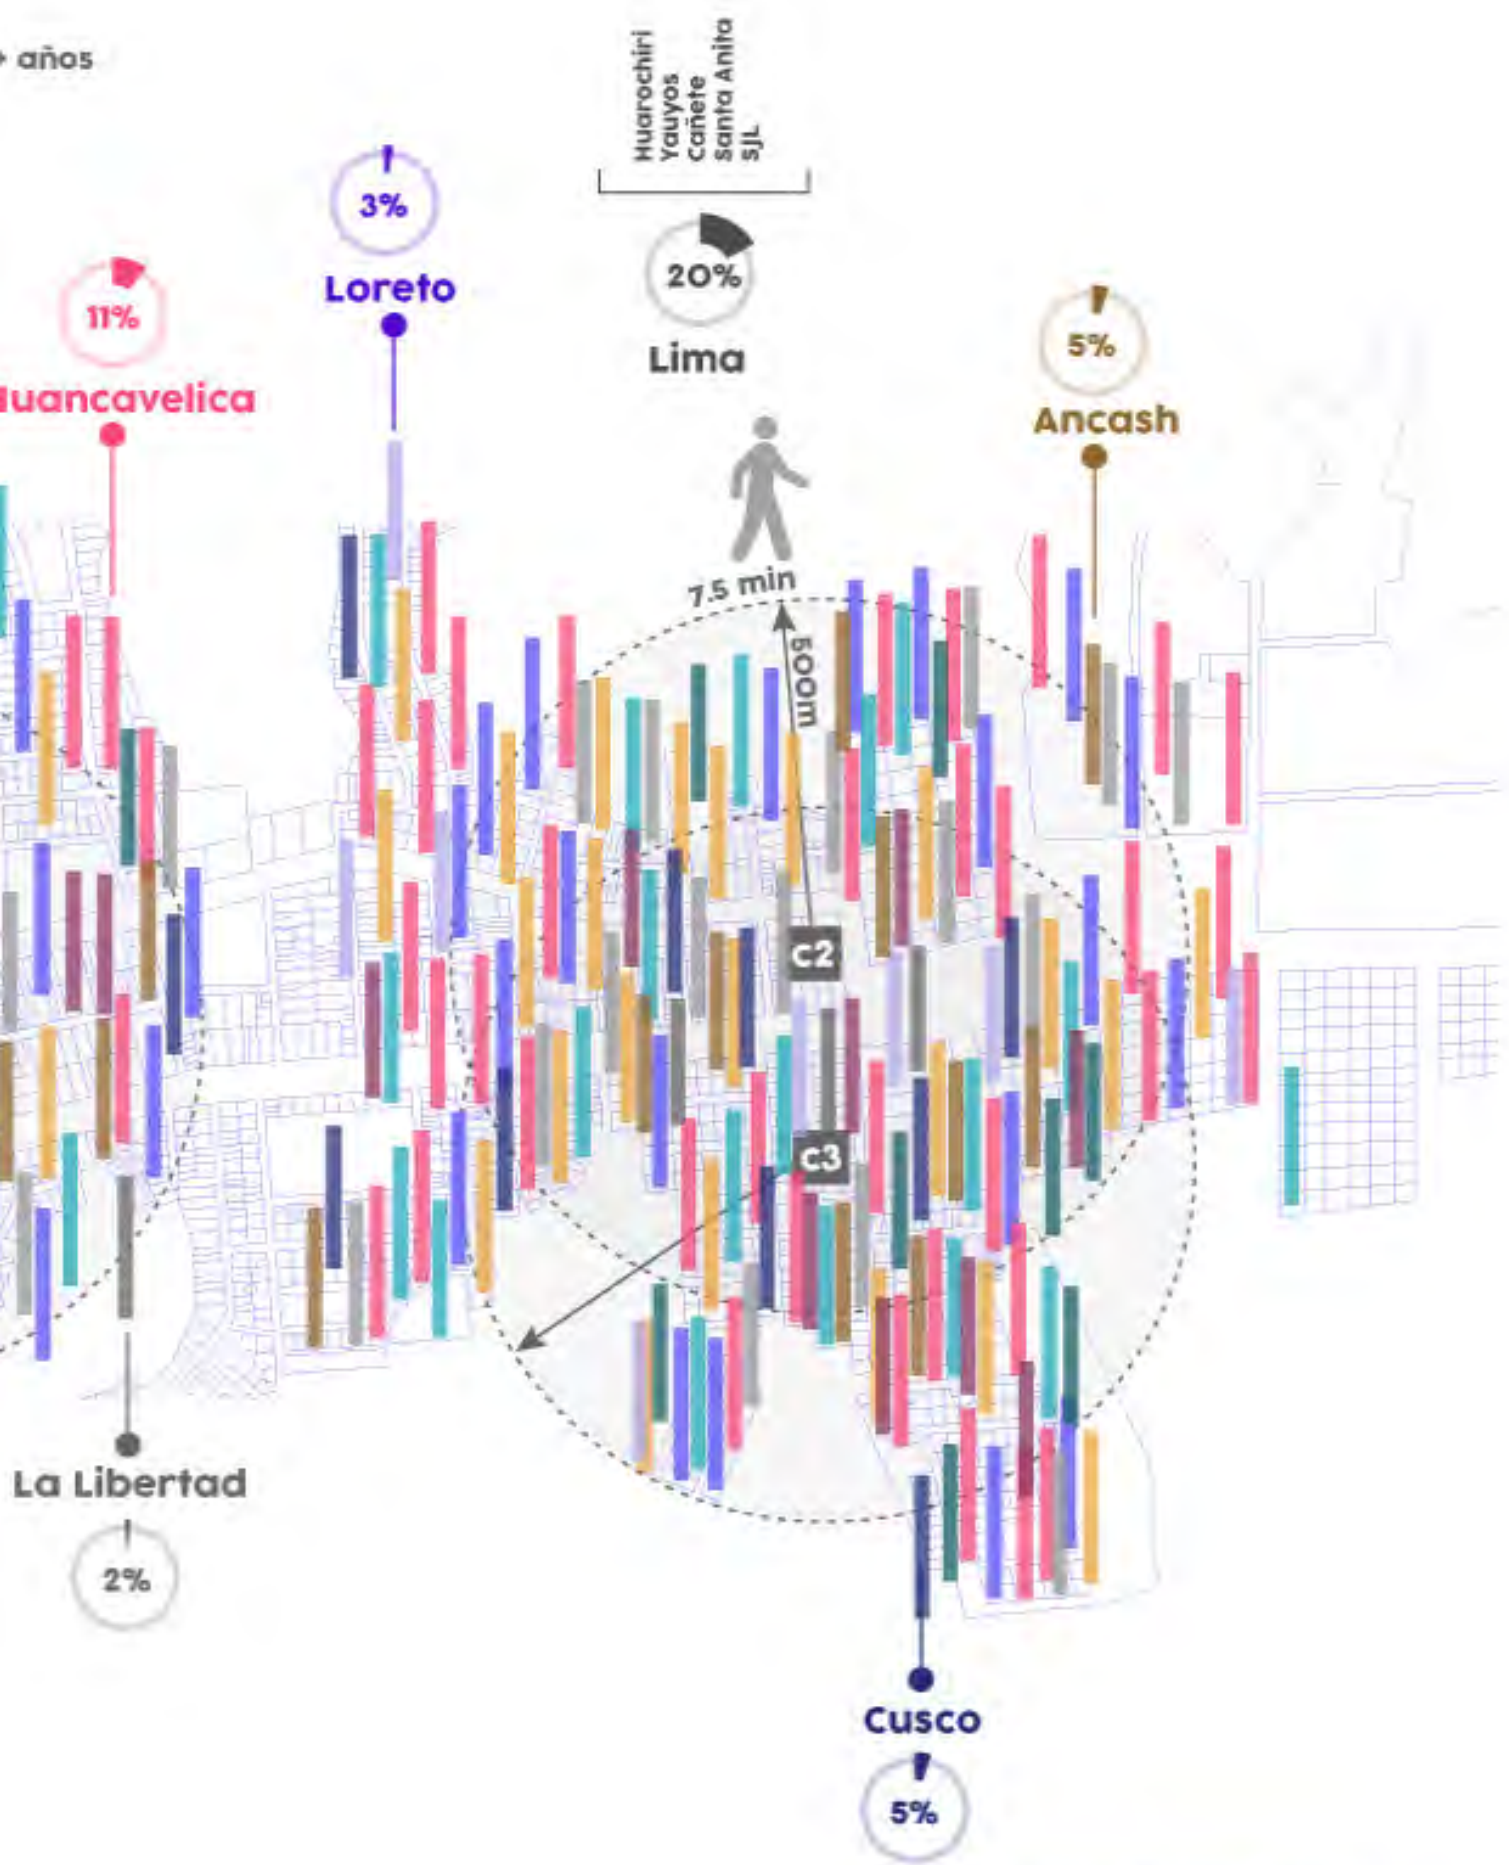 años
Huarochiri
Yauyos
Cañete
Santa Anita
SJL
3%
Loreto
20%
Lima
11%
Huancavelica
5%
Ancash
7.5 min
500m
c2
c3
La Libertad
2%
Cusco
5%